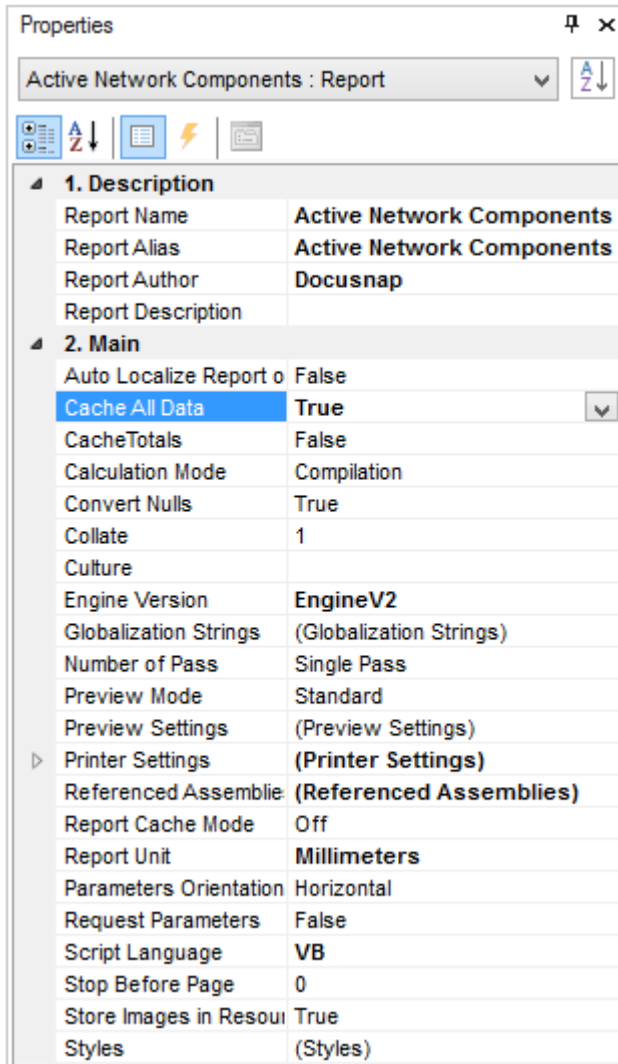 Properties
Active Network Components : Report
1. Description
Report Name Active Network Components
Report Alias Active Network Components
Report Author Docusnap
Report Description
2. Main
Auto Localize Report o False
Cache All Data True
CacheTotals False
Calculation Mode Compilation
Convert Nulls True
Collate 1
Culture
Engine Version EngineV2
Globalization Strings (Globalization Strings)
Number of Pass Single Pass
Preview Mode Standard
Preview Settings (Preview Settings)
Printer Settings (Printer Settings)
Referenced Assemblie (Referenced Assemblies)
Report Cache Mode Off
Report Unit Millimeters
Parameters Orientation Horizontal
Request Parameters False
Script Language VB
Stop Before Page 0
Store Images in Resour True
Styles (Styles)